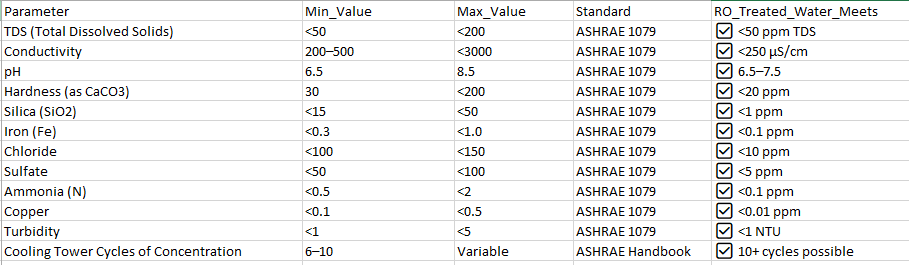 Parameter Min_Value Max_Value Standard RO_Treated_Water_Meets
TDS (Total Dissolved Solids) <50 <200 ASHRAE 1079 ☑ <50 ppm TDS
Conductivity 200–500 <3000 ASHRAE 1079 ☑ <250 µS/cm
pH 6.5 8.5 ASHRAE 1079 ☑ 6.5–7.5
Hardness (as CaCO3) 30 <200 ASHRAE 1079 ☑ <20 ppm
Silica (SiO2) <15 <50 ASHRAE 1079 ☑ <1 ppm
Iron (Fe) <0.3 <1.0 ASHRAE 1079 ☑ <0.1 ppm
Chloride <100 <150 ASHRAE 1079 ☑ <10 ppm
Sulfate <50 <100 ASHRAE 1079 ☑ <5 ppm
Ammonia (N) <0.5 <2 ASHRAE 1079 ☑ <0.1 ppm
Copper <0.1 <0.5 ASHRAE 1079 ☑ <0.01 ppm
Turbidity <1 <5 ASHRAE 1079 ☑ <1 NTU
Cooling Tower Cycles of Concentration 6–10 Variable ASHRAE Handbook ☑ 10+ cycles possible